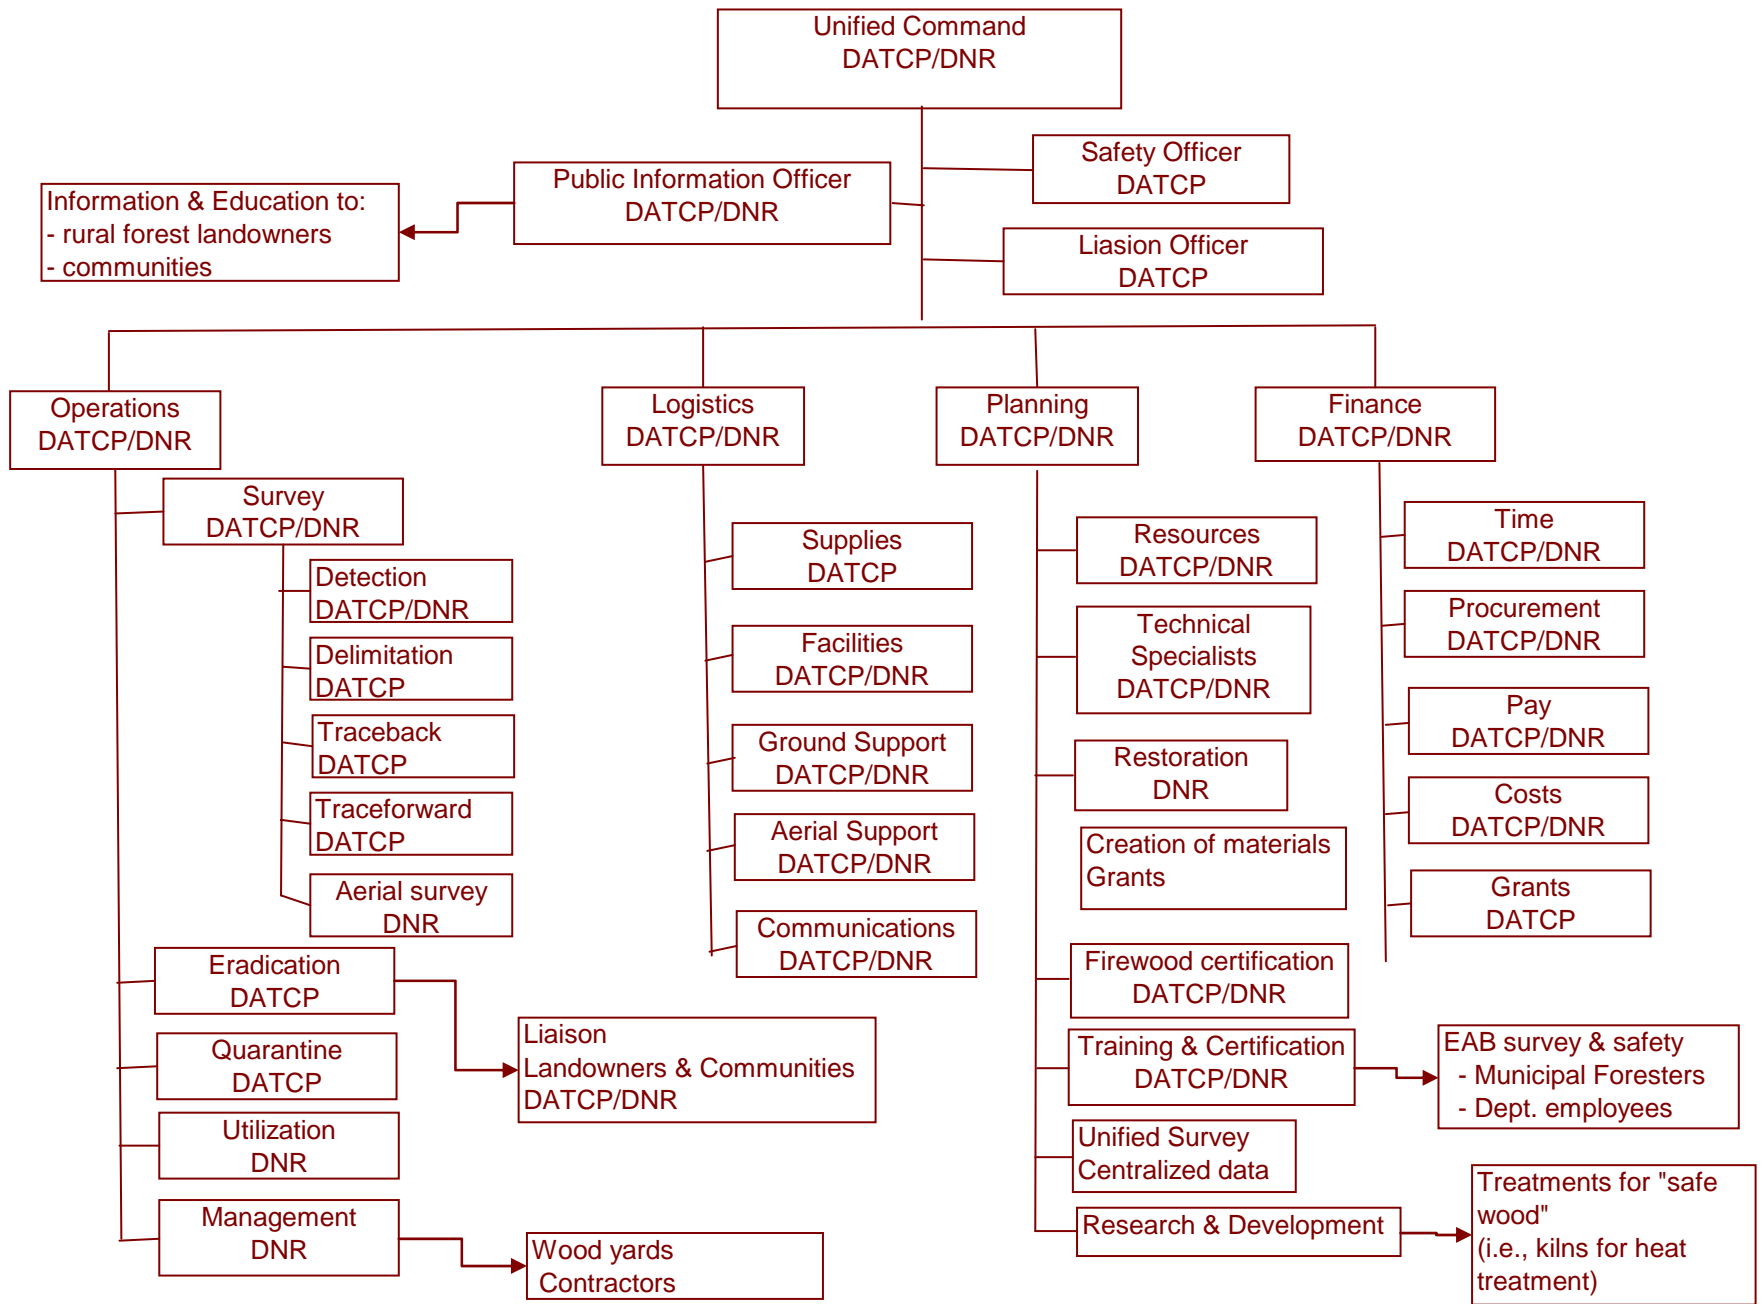 Unified Command
DATCP/DNR
Safety Officer
DATCP
Public Information Officer
DATCP/DNR
Information & Education to:
- rural forest landowners
- communities
Liasion Officer
DATCP
Operations
DATCP/DNR
Survey
DATCP/DNR
Detection
DATCP/DNR
Delimitation
DATCP
Traceback
DATCP
Traceforward
DATCP
Aerial survey
DNR
Eradication
DATCP
Liaison
Landowners & Communities
DATCP/DNR
Quarantine
DATCP
Utilization
DNR
Management
DNR
Wood yards
Contractors
Logistics
DATCP/DNR
Supplies
DATCP
Facilities
DATCP/DNR
Ground Support
DATCP/DNR
Aerial Support
DATCP/DNR
Communications
DATCP/DNR
Planning
DATCP/DNR
Resources
DATCP/DNR
Technical
Specialists
DATCP/DNR
Restoration
DNR
Creation of materials
Grants
Firewood certification
DATCP/DNR
Training & Certification
DATCP/DNR
EAB survey & safety
- Municipal Foresters
- Dept. employees
Unified Survey
Centralized data
Research & Development
Treatments for "safe
wood"
(i.e., kilns for heat
treatment)
Finance
DATCP/DNR
Time
DATCP/DNR
Procurement
DATCP/DNR
Pay
DATCP/DNR
Costs
DATCP/DNR
Grants
DATCP